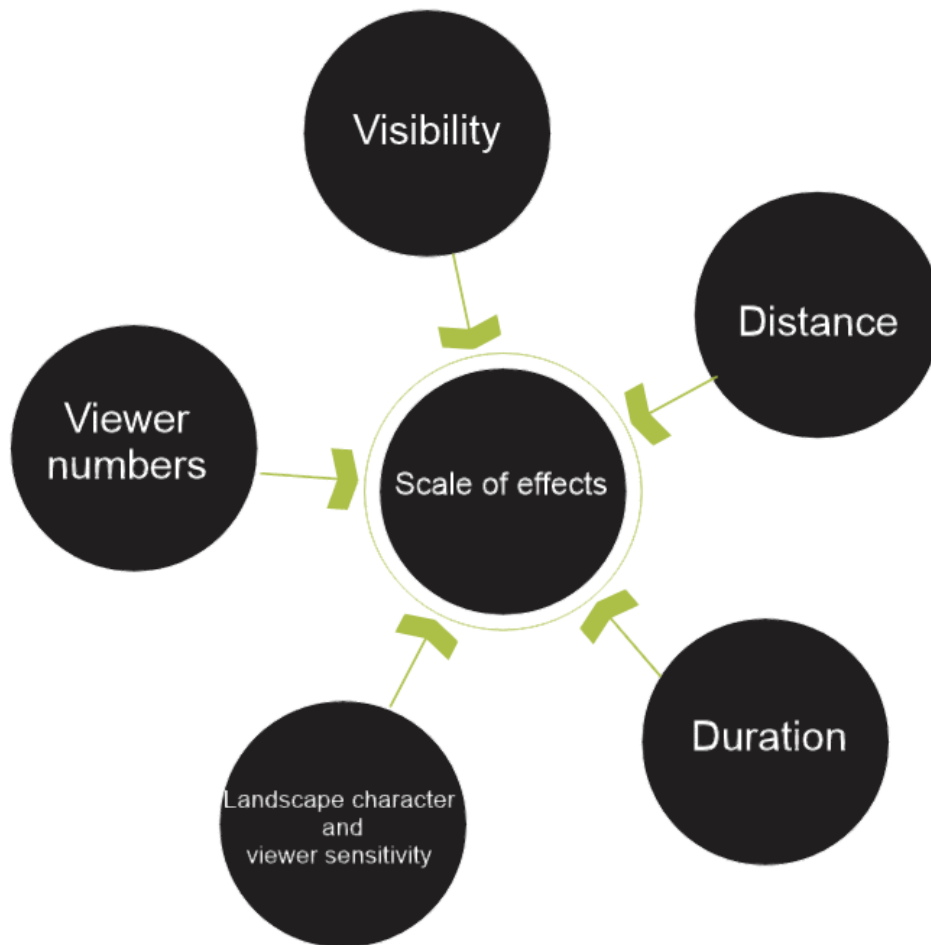 Visibility
Distance
Viewer
numbers
Scale of effects
Duration
Landscape character
and
viewer sensitivity